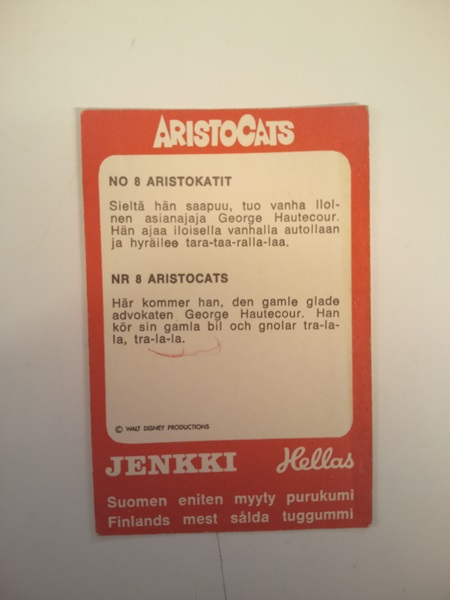 ARISTOCATS
NO 8 ARISTOKATIT
Sieltä hän saapuu, tuo vanha iloi-
nen asianajaja George Hautecour.
Hän ajaa iloisella vanhalla autollaan
ja hyräilee tara-taa-ralla-laa.
NR 8 ARISTOCATS
Här kommer han, den gamle glade
advokaten George Hautecour. Han
kör sin gamla bil och gnolar tra-la-
la, tra-la-la.
© WALT DISNEY PRODUCTIONS
JENKKI Hellas
Suomen eniten myyty purukumi
Finlands mest sålda tuggummi